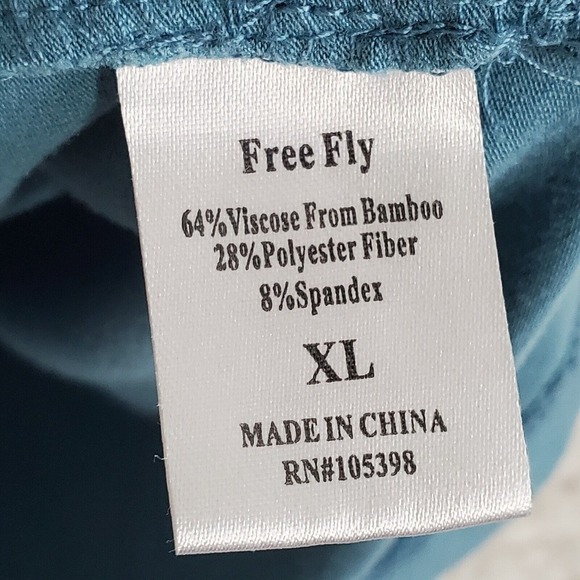 Free Fly
64%Viscose From Bamboo
28%Polyester Fiber
8%Spandex
XL
MADE IN CHINA
RN#105398